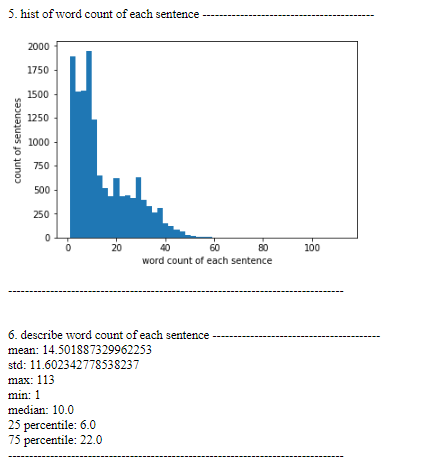 5. hist of word count of each sentence -----------------------------------------
2000
1750
1500
1250
1000
750
500
250
0
count of sentences
0 20 40 60 80 100
word count of each sentence
--------------------------------------------------------------------------------
6. describe word count of each sentence ----------------------------------------
mean: 14.501887329962253
std: 11.602342778538237
max: 113
min: 1
median: 10.0
25 percentile: 6.0
75 percentile: 22.0
--------------------------------------------------------------------------------